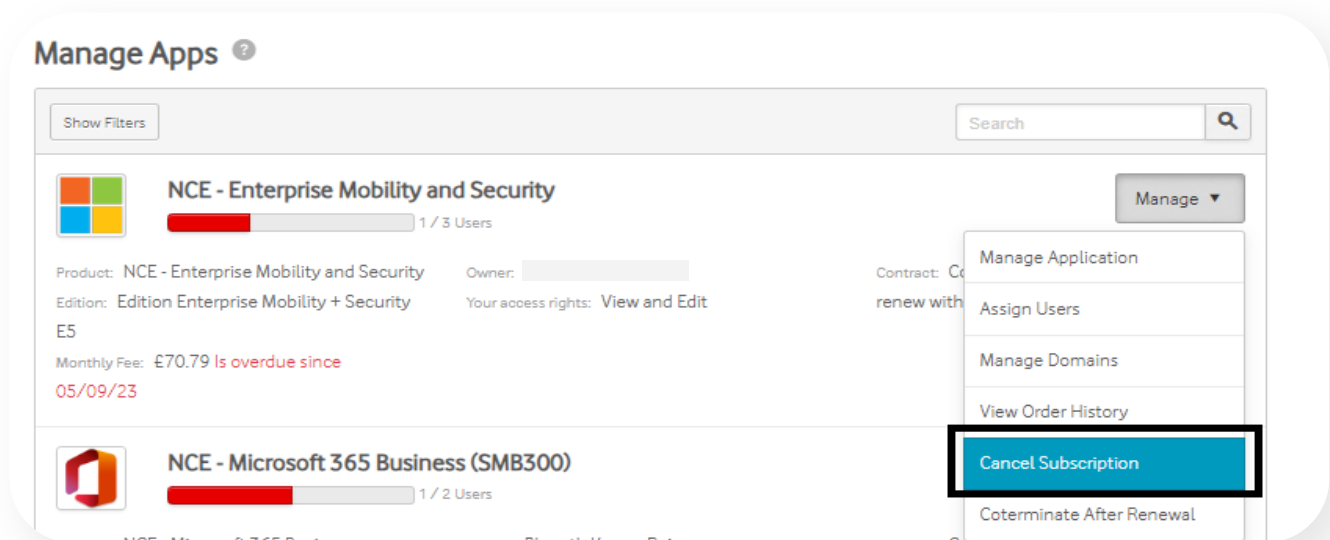 Manage Apps ?
Show Filters
Search
NCE - Enterprise Mobility and Security
Manage ▼
1 / 3 Users
Product: NCE - Enterprise Mobility and Security
Owner:
Contract:
Edition: Edition Enterprise Mobility + Security
E5
Your access rights: View and Edit
renew with
Monthly Fee: £70.79 Is overdue since
05/09/23
Manage Application
Assign Users
Manage Domains
View Order History
Cancel Subscription
Coterminate After Renewal
NCE - Microsoft 365 Business (SMB300)
1 / 2 Users